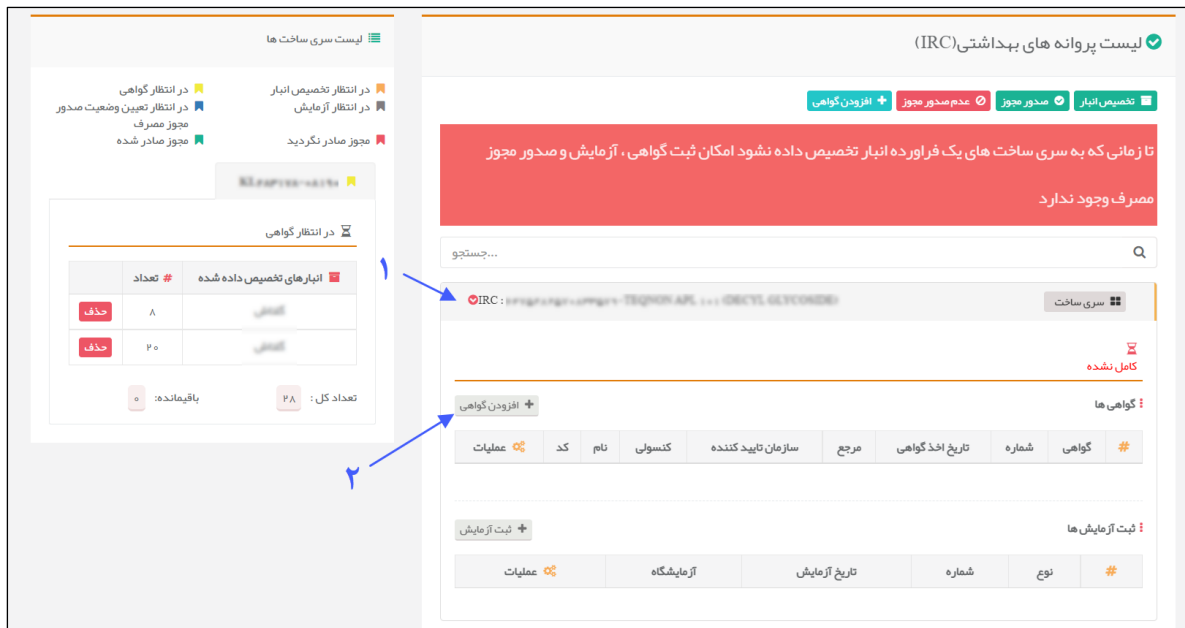 لیست پروانه های بهداشتی(IRC)
تخصیص انبار
صدور مجوز
عدم صدور مجوز
افزودن گواهی
تا زمانی که به سری ساخت های یک فراورده انبار تخصیص داده نشود امکان ثبت گواهی ، آزمایش و صدور مجوز
مصرف وجود ندارد
جستجو...
۱
سری ساخت
IRC :
کامل نشده
گواهی ها
افزودن گواهی
۲
# گواهی شماره تاریخ اخذ گواهی مرجع سازمان تایید کننده کنسولی نام کد عملیات
ثبت آزمایش ها
ثبت آزمایش
# نوع شماره تاریخ آزمایش آزمایشگاه عملیات
لیست سری ساخت ها
در انتظار تخصیص انبار
در انتظار گواهی
در انتظار آزمایش
در انتظار تعیین وضعیت صدور
مجوز مصرف
مجوز صادر نگردید
مجوز صادر شده
در انتظار گواهی
انبارهای تخصیص داده شده # تعداد
۸ حذف
۲۰ حذف
تعداد کل : ۲۸
باقیمانده: ۰